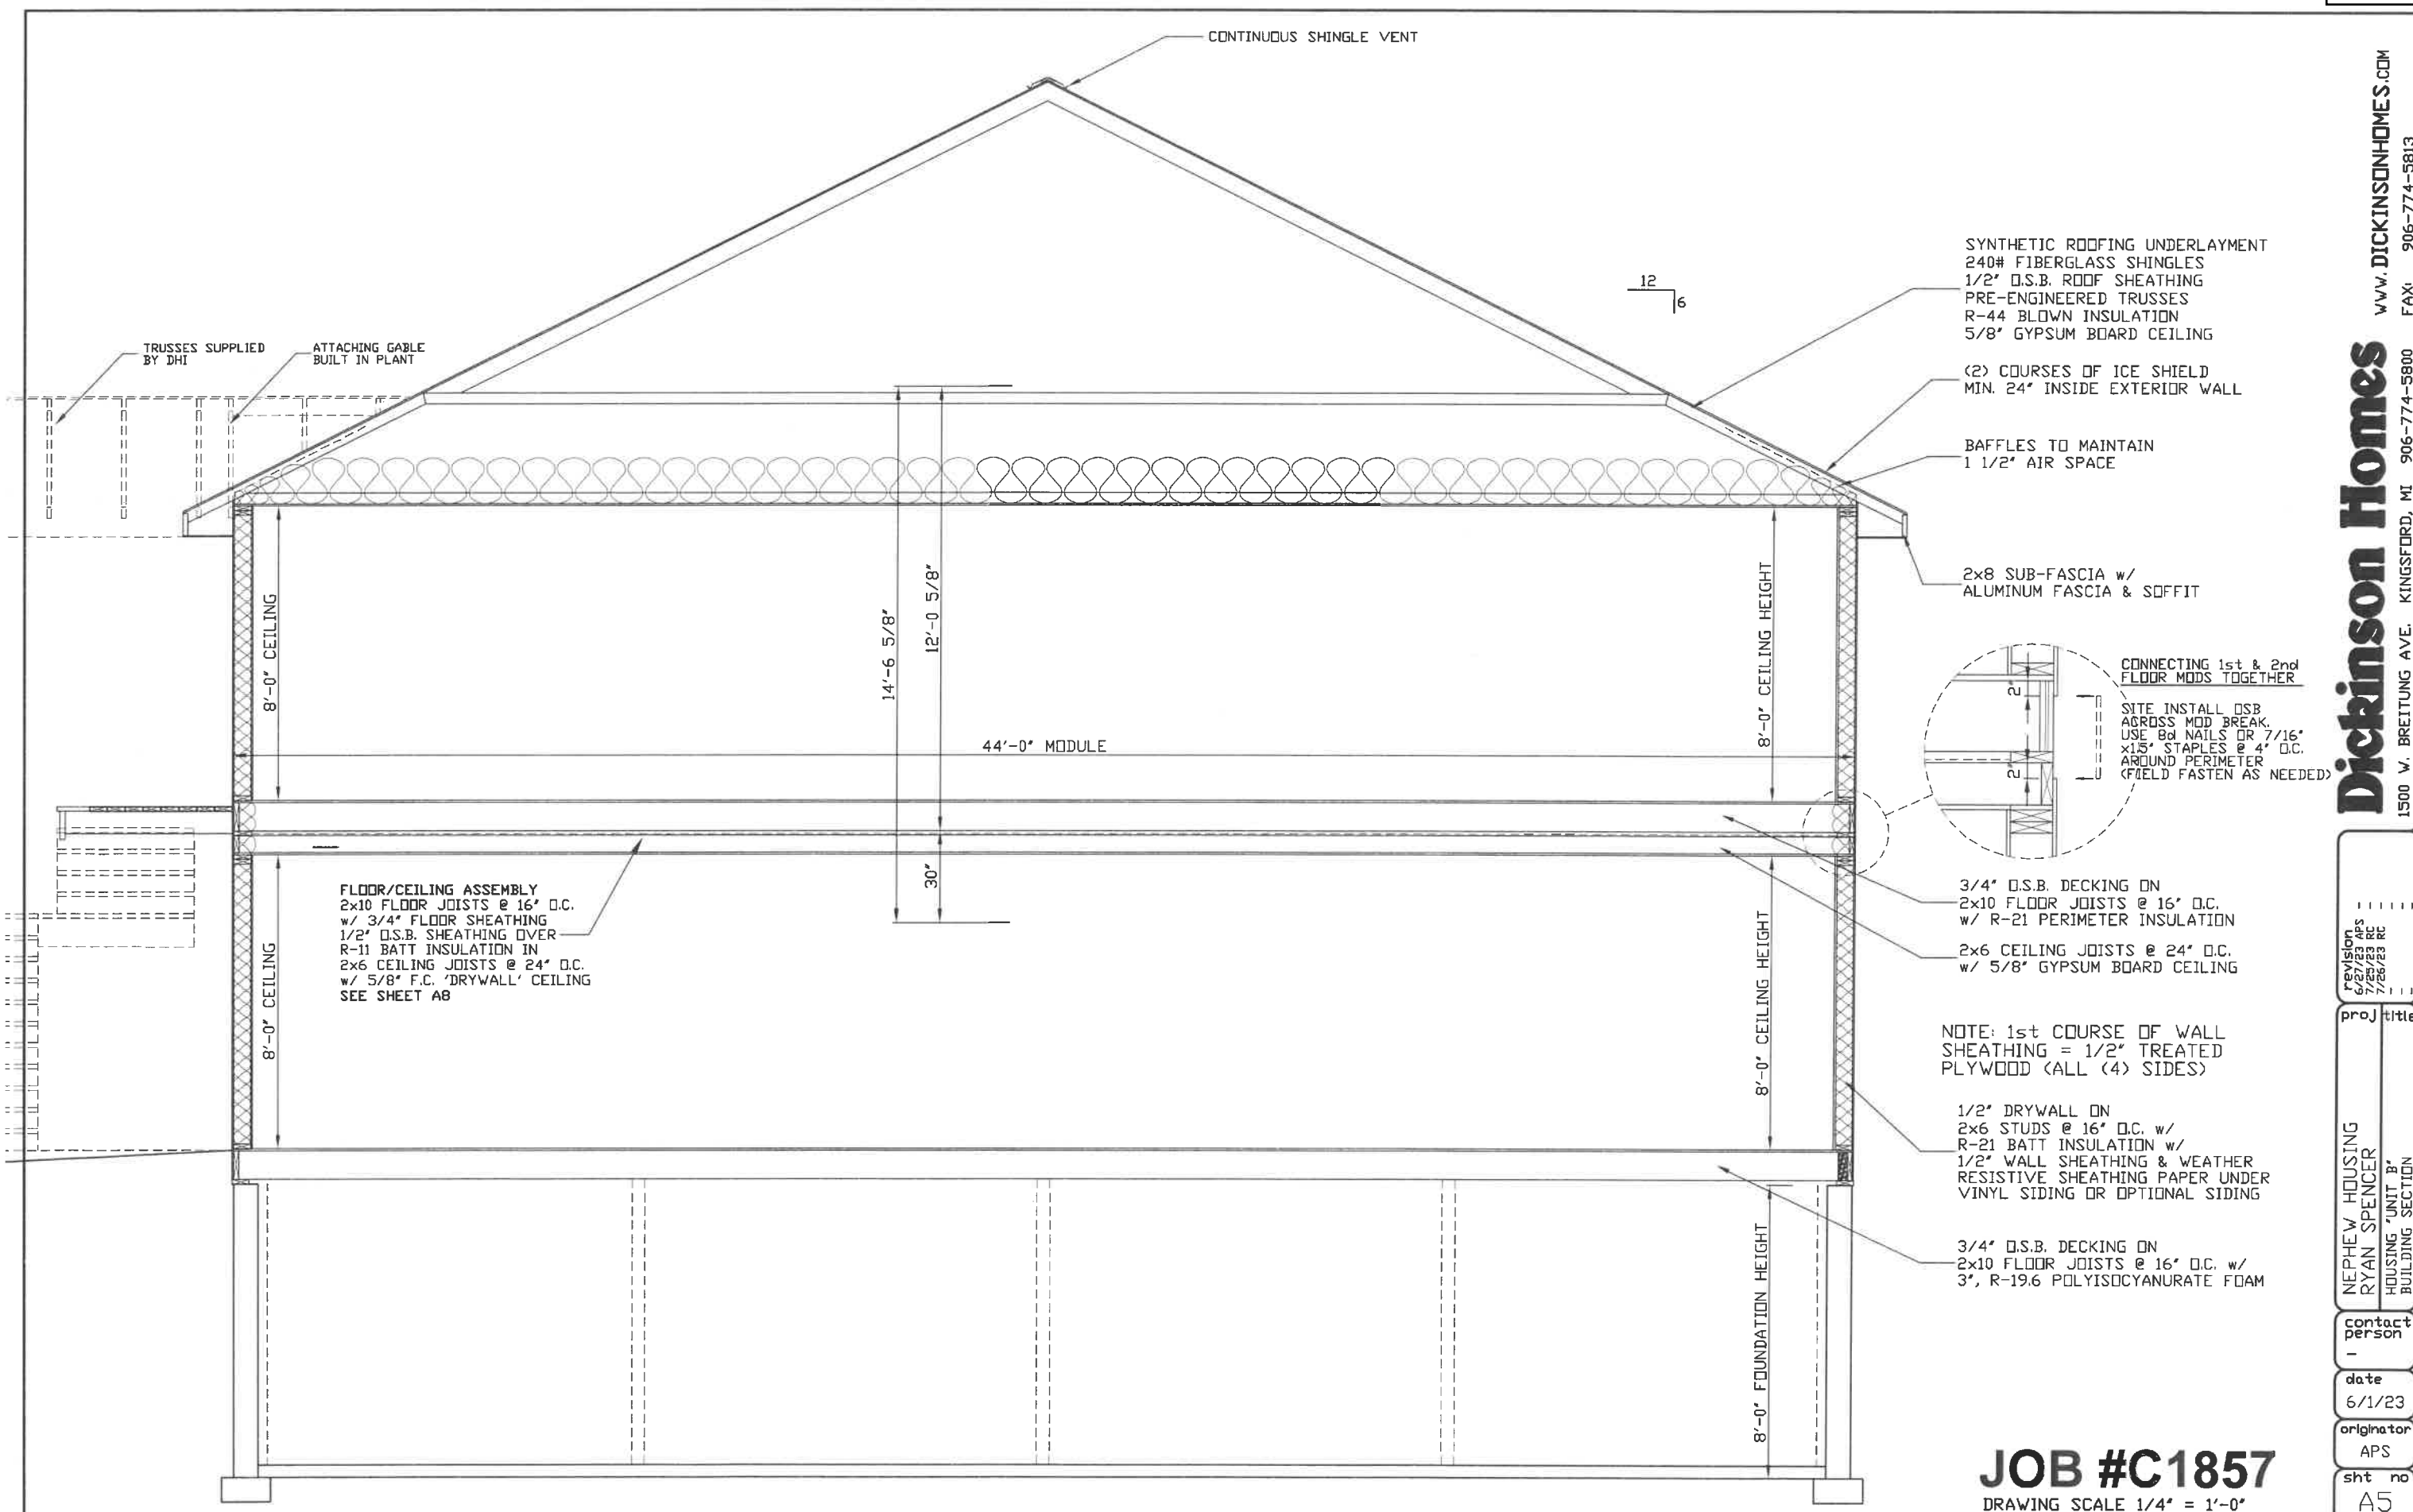 CONTINUOUS SHINGLE VENT
TRUSSES SUPPLIED
BY DHI
ATTACHING GABLE
BUILT IN PLANT
12
6
SYNTHETIC ROOFING UNDERLAYMENT
240# FIBERGLASS SHINGLES
1/2" O.S.B. ROOF SHEATHING
PRE-ENGINEERED TRUSSES
R-44 BLOWN INSULATION
5/8" GYPSUM BOARD CEILING
(2) COURSES OF ICE SHIELD
MIN. 24" INSIDE EXTERIOR WALL
BAFFLES TO MAINTAIN
1 1/2" AIR SPACE
2x8 SUB-FASCIA w/
ALUMINUM FASCIA & SOFFIT
8'-0" CEILING
14'-6 5/8"
12'-0 5/8"
8'-0" CEILING HEIGHT
44'-0" MODULE
CONNECTING 1st & 2nd
FLOOR MODS TOGETHER
2"
2"
SITE INSTALL OSB
ACROSS MOD BREAK.
USE 8d NAILS OR 7/16"
x1.5" STAPLES @ 4" O.C.
AROUND PERIMETER
(FIELD FASTEN AS NEEDED)
30"
FLOOR/CEILING ASSEMBLY
2x10 FLOOR JOISTS @ 16" O.C.
w/ 3/4" FLOOR SHEATHING
1/2" O.S.B. SHEATHING OVER
R-11 BATT INSULATION IN
2x6 CEILING JOISTS @ 24" O.C.
w/ 5/8" F.C. 'DRYWALL' CEILING
SEE SHEET A8
8'-0" CEILING
8'-0" CEILING HEIGHT
3/4" O.S.B. DECKING ON
2x10 FLOOR JOISTS @ 16" O.C.
w/ R-21 PERIMETER INSULATION
2x6 CEILING JOISTS @ 24" O.C.
w/ 5/8" GYPSUM BOARD CEILING
NOTE: 1st COURSE OF WALL
SHEATHING = 1/2" TREATED
PLYWOOD (ALL (4) SIDES)
1/2" DRYWALL ON
2x6 STUDS @ 16" O.C. w/
R-21 BATT INSULATION w/
1/2" WALL SHEATHING & WEATHER
RESISTIVE SHEATHING PAPER UNDER
VINYL SIDING OR OPTIONAL SIDING
3/4" O.S.B. DECKING ON
2x10 FLOOR JOISTS @ 16" O.C. w/
3", R-19.6 POLYISOCYANURATE FOAM
8'-0" FOUNDATION HEIGHT
JOB #C1857
DRAWING SCALE 1/4" = 1'-0"
Dickinson Homes
WWW.DICKINSONHOMES.COM
1500 W. BREITUNG AVE. KINGSFORD, MI 906-774-5800 FAX: 906-774-5813
revision
6/27/23 APS
7/25/23 RC
7/26/23 RC
proj
NEPHEW HOUSING
RYAN SPENCER
title
HOUSING "UNIT B"
BUILDING SECTION
contact
person
-
date
6/1/23
originator
APS
sht no
A5